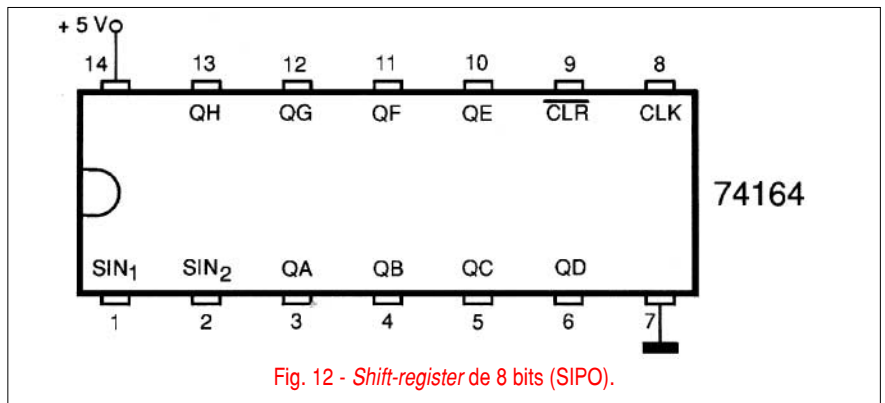 + 5 V
14 13 12 11 10 9 8
QH QG QF QE CLR CLK
74164
SIN1 SIN2 QA QB QC QD
1 2 3 4 5 6 7
Fig. 12 - Shift-register de 8 bits (SIPO).